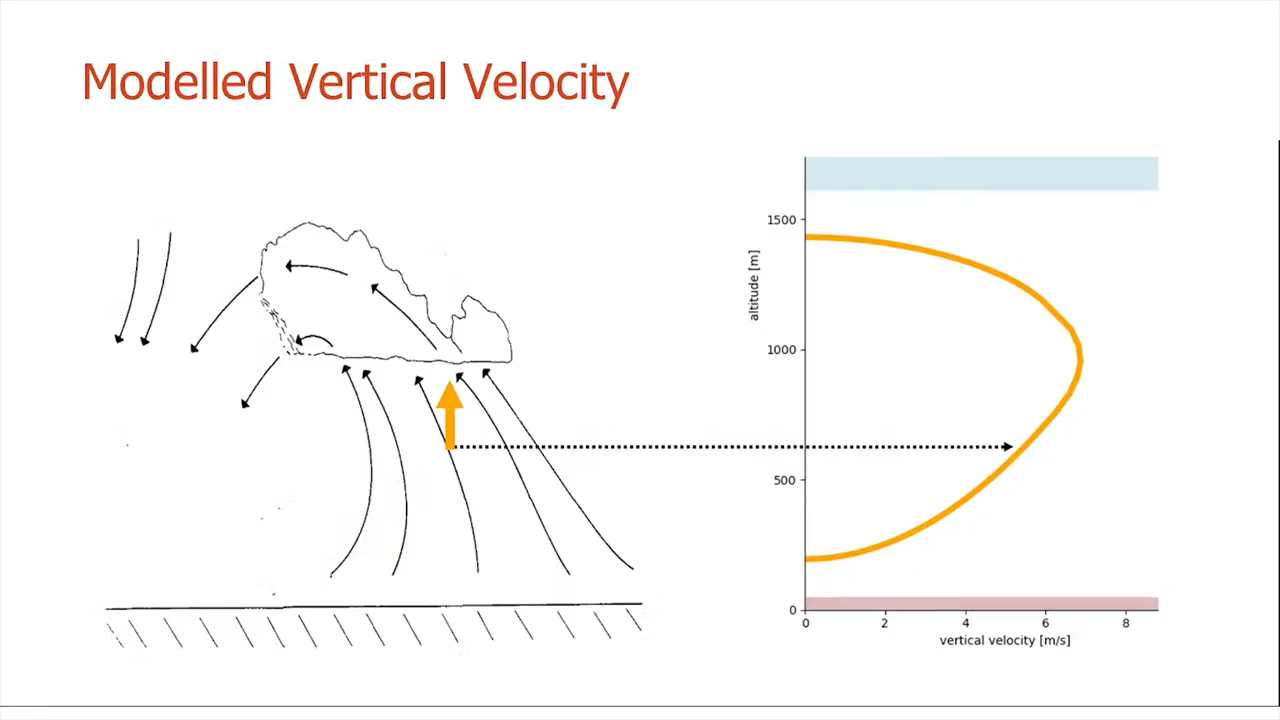 Modelled Vertical Velocity
1500
altitude [m]
1000
500
0
0 2 4 6 8
vertical velocity [m/s]